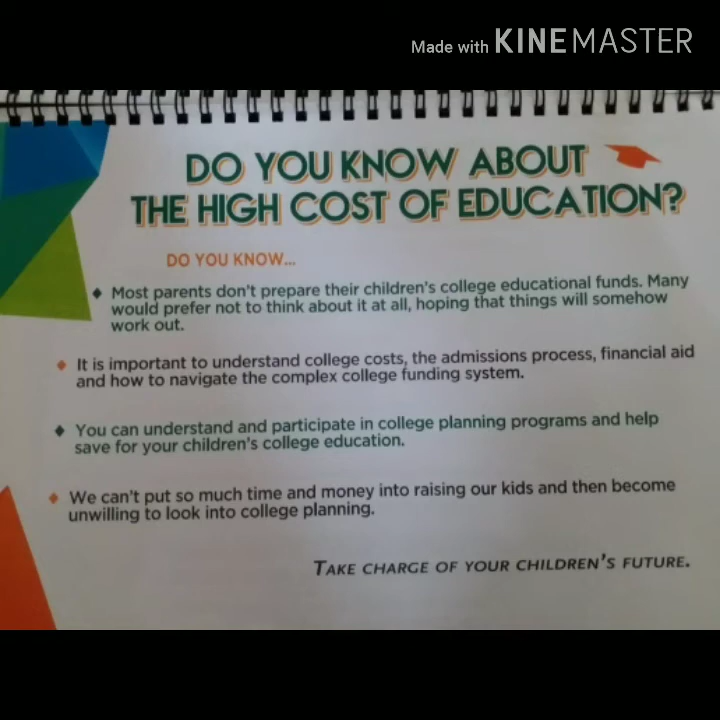 Made with KINEMASTER
DO YOU KNOW ABOUT
THE HIGH COST OF EDUCATION?
DO YOU KNOW...
Most parents don't prepare their children's college educational funds. Many
would prefer not to think about it at all, hoping that things will somehow
work out.
It is important to understand college costs, the admissions process, financial aid
and how to navigate the complex college funding system.
You can understand and participate in college planning programs and help
save for your children's college education.
We can't put so much time and money into raising our kids and then become
unwilling to look into college planning.
TAKE CHARGE OF YOUR CHILDREN'S FUTURE.